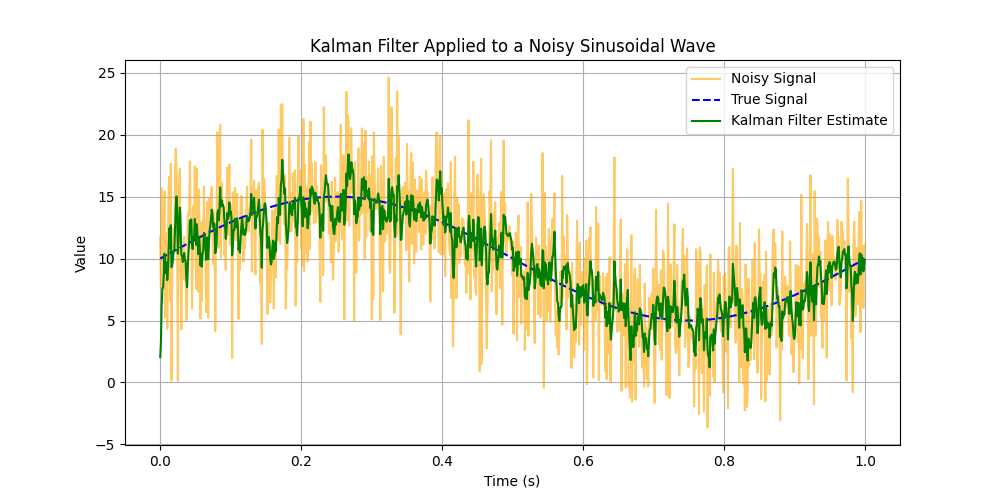 Kalman Filter Applied to a Noisy Sinusoidal Wave
Noisy Signal
True Signal
Kalman Filter Estimate
25
20
15
10
5
0
−5
Value
0.0 0.2 0.4 0.6 0.8 1.0
Time (s)